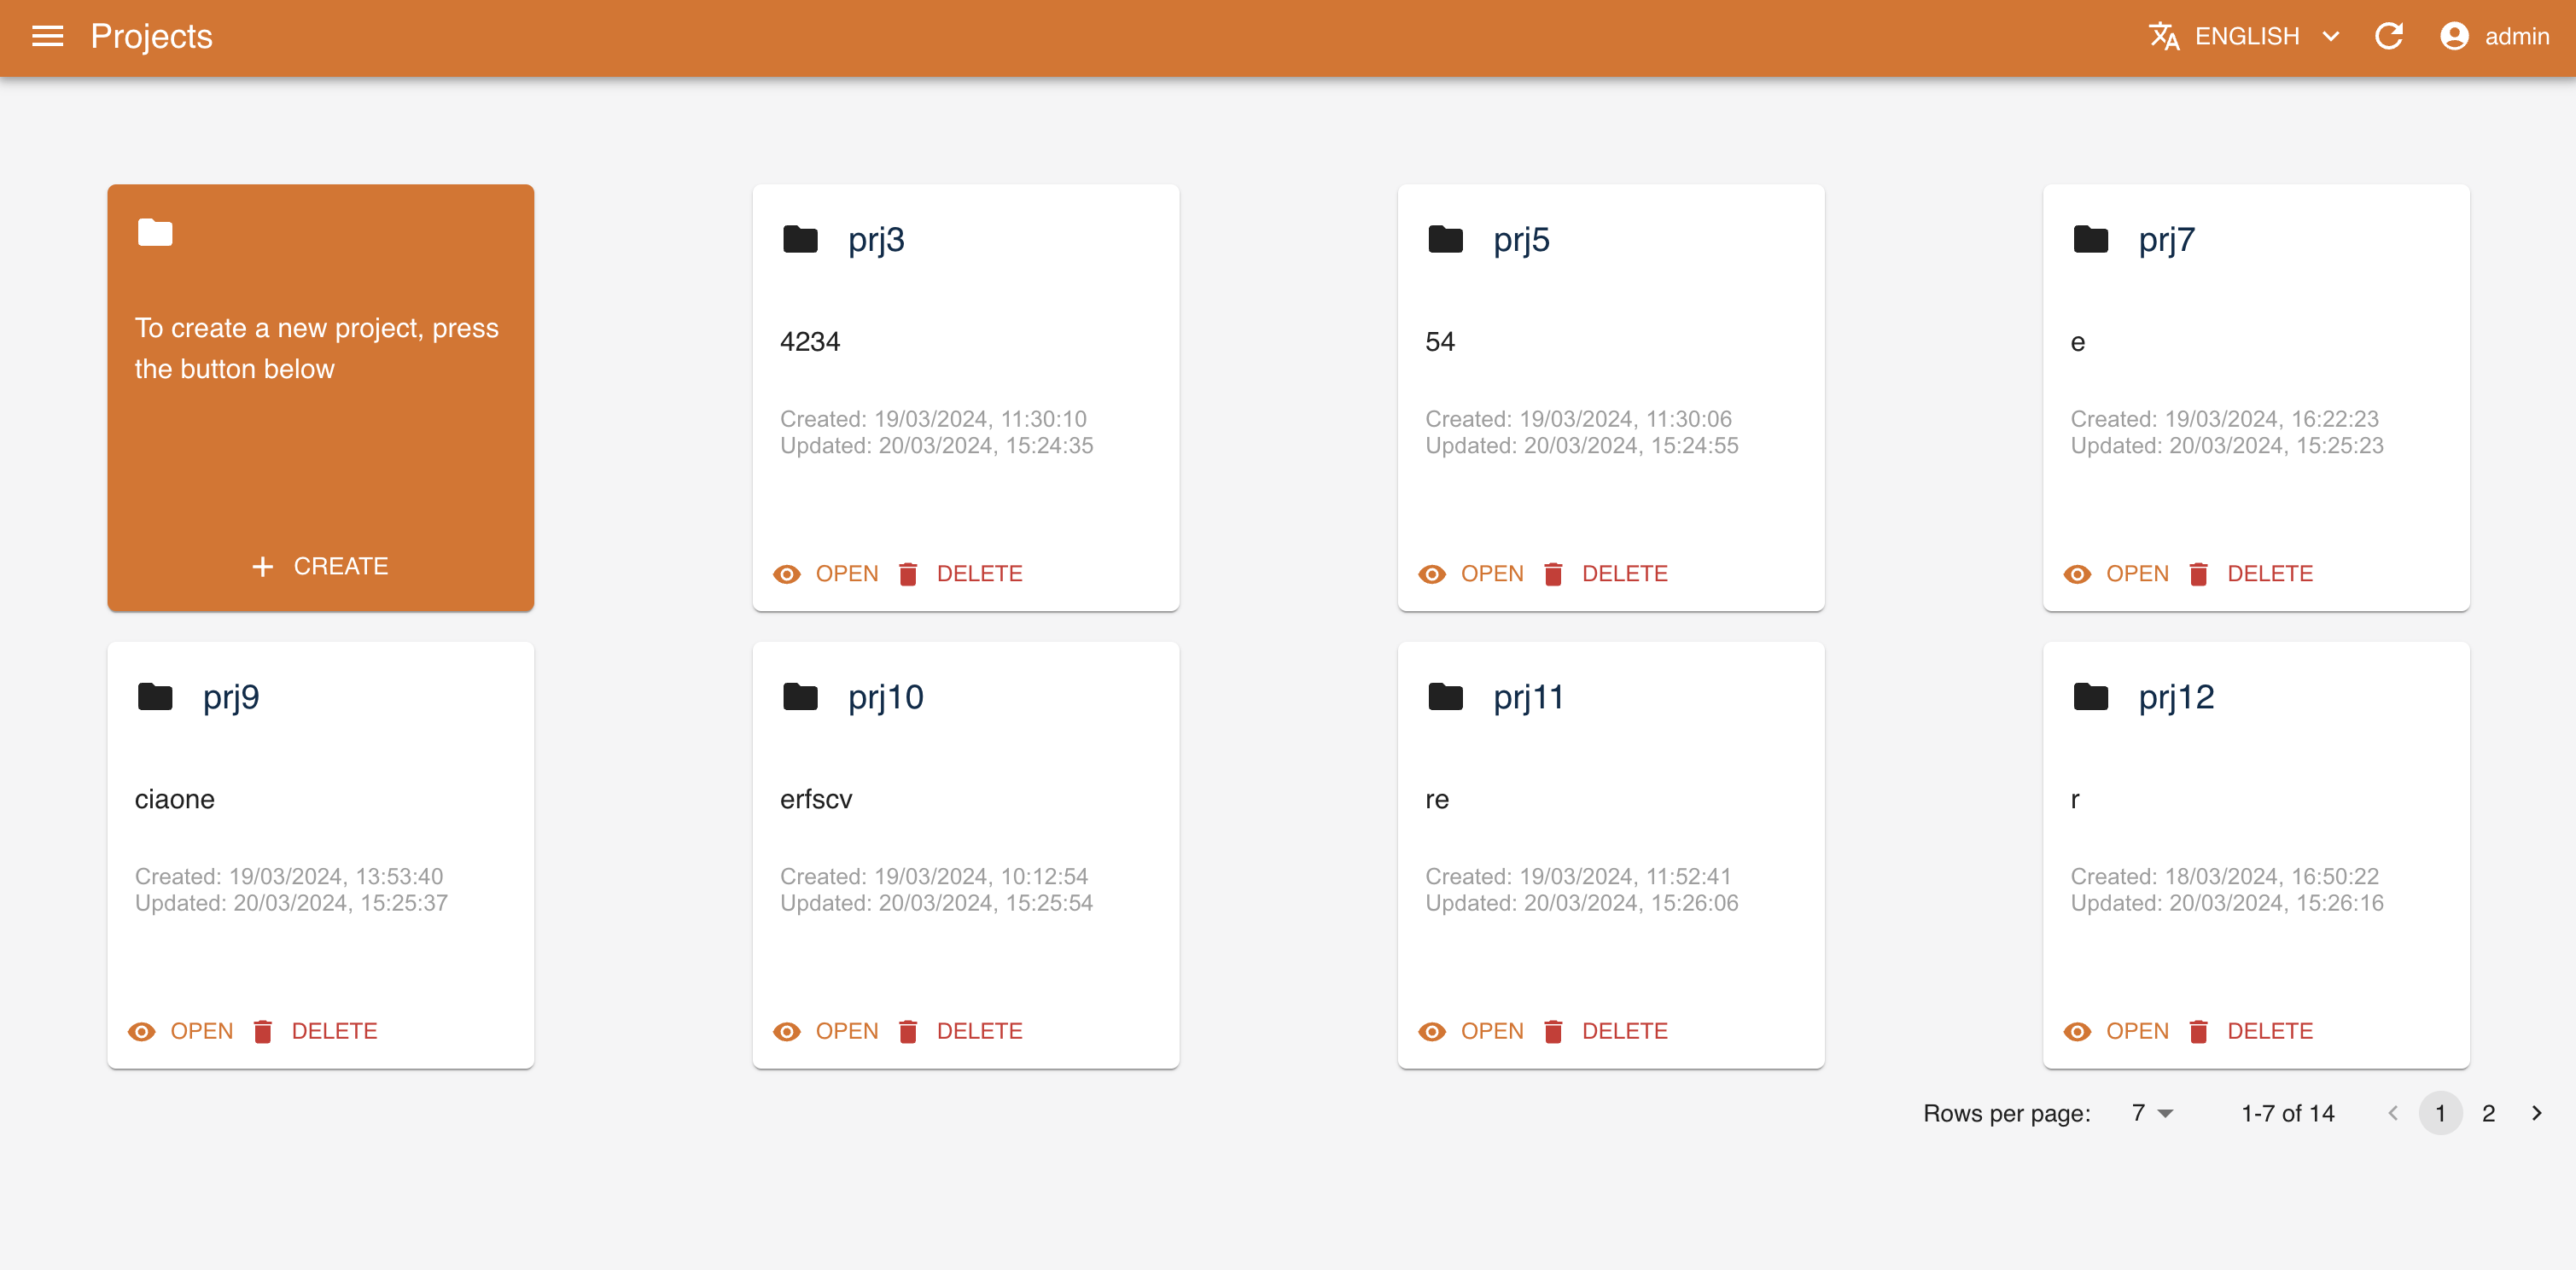 Projects
ENGLISH
admin
To create a new project, press
the button below
CREATE
prj3
4234
Created: 19/03/2024, 11:30:10
Updated: 20/03/2024, 15:24:35
OPEN DELETE
prj5
54
Created: 19/03/2024, 11:30:06
Updated: 20/03/2024, 15:24:55
OPEN DELETE
prj7
e
Created: 19/03/2024, 16:22:23
Updated: 20/03/2024, 15:25:23
OPEN DELETE
prj9
ciaone
Created: 19/03/2024, 13:53:40
Updated: 20/03/2024, 15:25:37
OPEN DELETE
prj10
erfscv
Created: 19/03/2024, 10:12:54
Updated: 20/03/2024, 15:25:54
OPEN DELETE
prj11
re
Created: 19/03/2024, 11:52:41
Updated: 20/03/2024, 15:26:06
OPEN DELETE
prj12
r
Created: 18/03/2024, 16:50:22
Updated: 20/03/2024, 15:26:16
OPEN DELETE
Rows per page: 7 1-7 of 14 1 2